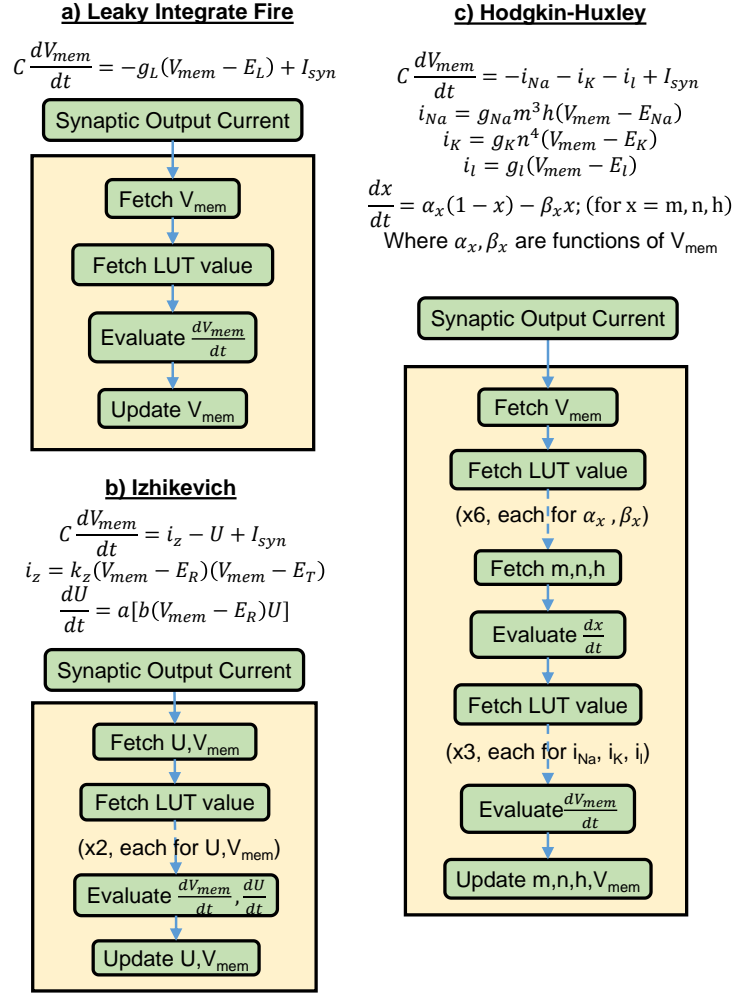 a) Leaky Integrate Fire
C dV_mem/dt = −g_L(V_mem − E_L) + I_syn
Synaptic Output Current
Fetch V_mem
Fetch LUT value
Evaluate dV_mem/dt
Update V_mem
b) Izhikevich
C dV_mem/dt = i_z − U + I_syn
i_z = k_z(V_mem − E_R)(V_mem − E_T)
dU/dt = a[b(V_mem − E_R)U]
Synaptic Output Current
Fetch U,V_mem
Fetch LUT value
(x2, each for U,V_mem)
Evaluate dV_mem/dt, dU/dt
Update U,V_mem
c) Hodgkin-Huxley
C dV_mem/dt = −i_Na − i_K − i_l + I_syn
i_Na = g_Na m^3 h(V_mem − E_Na)
i_K = g_K n^4 (V_mem − E_K)
i_l = g_l(V_mem − E_l)
dx/dt = α_x(1 − x) − β_x x; (for x = m, n, h)
Where α_x, β_x are functions of V_mem
Synaptic Output Current
Fetch V_mem
Fetch LUT value
(x6, each for α_x , β_x)
Fetch m,n,h
Evaluate dx/dt
Fetch LUT value
(x3, each for i_Na, i_K, i_l)
Evaluate dV_mem/dt
Update m,n,h,V_mem